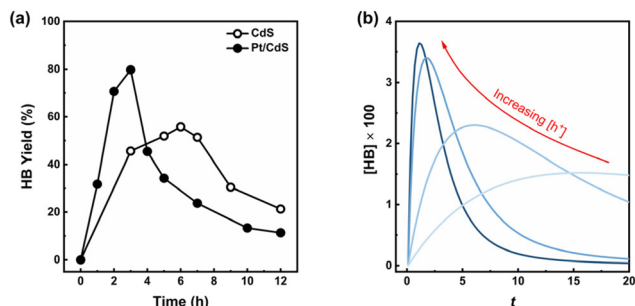 (a)
HB Yield (%)
100
80
60
40
20
0
CdS
Pt/CdS
0 2 4 6 8 10 12
Time (h)
(b)
[HB] × 100
4
3
2
1
0
Increasing [h⁺]
0 5 10 15 20
t